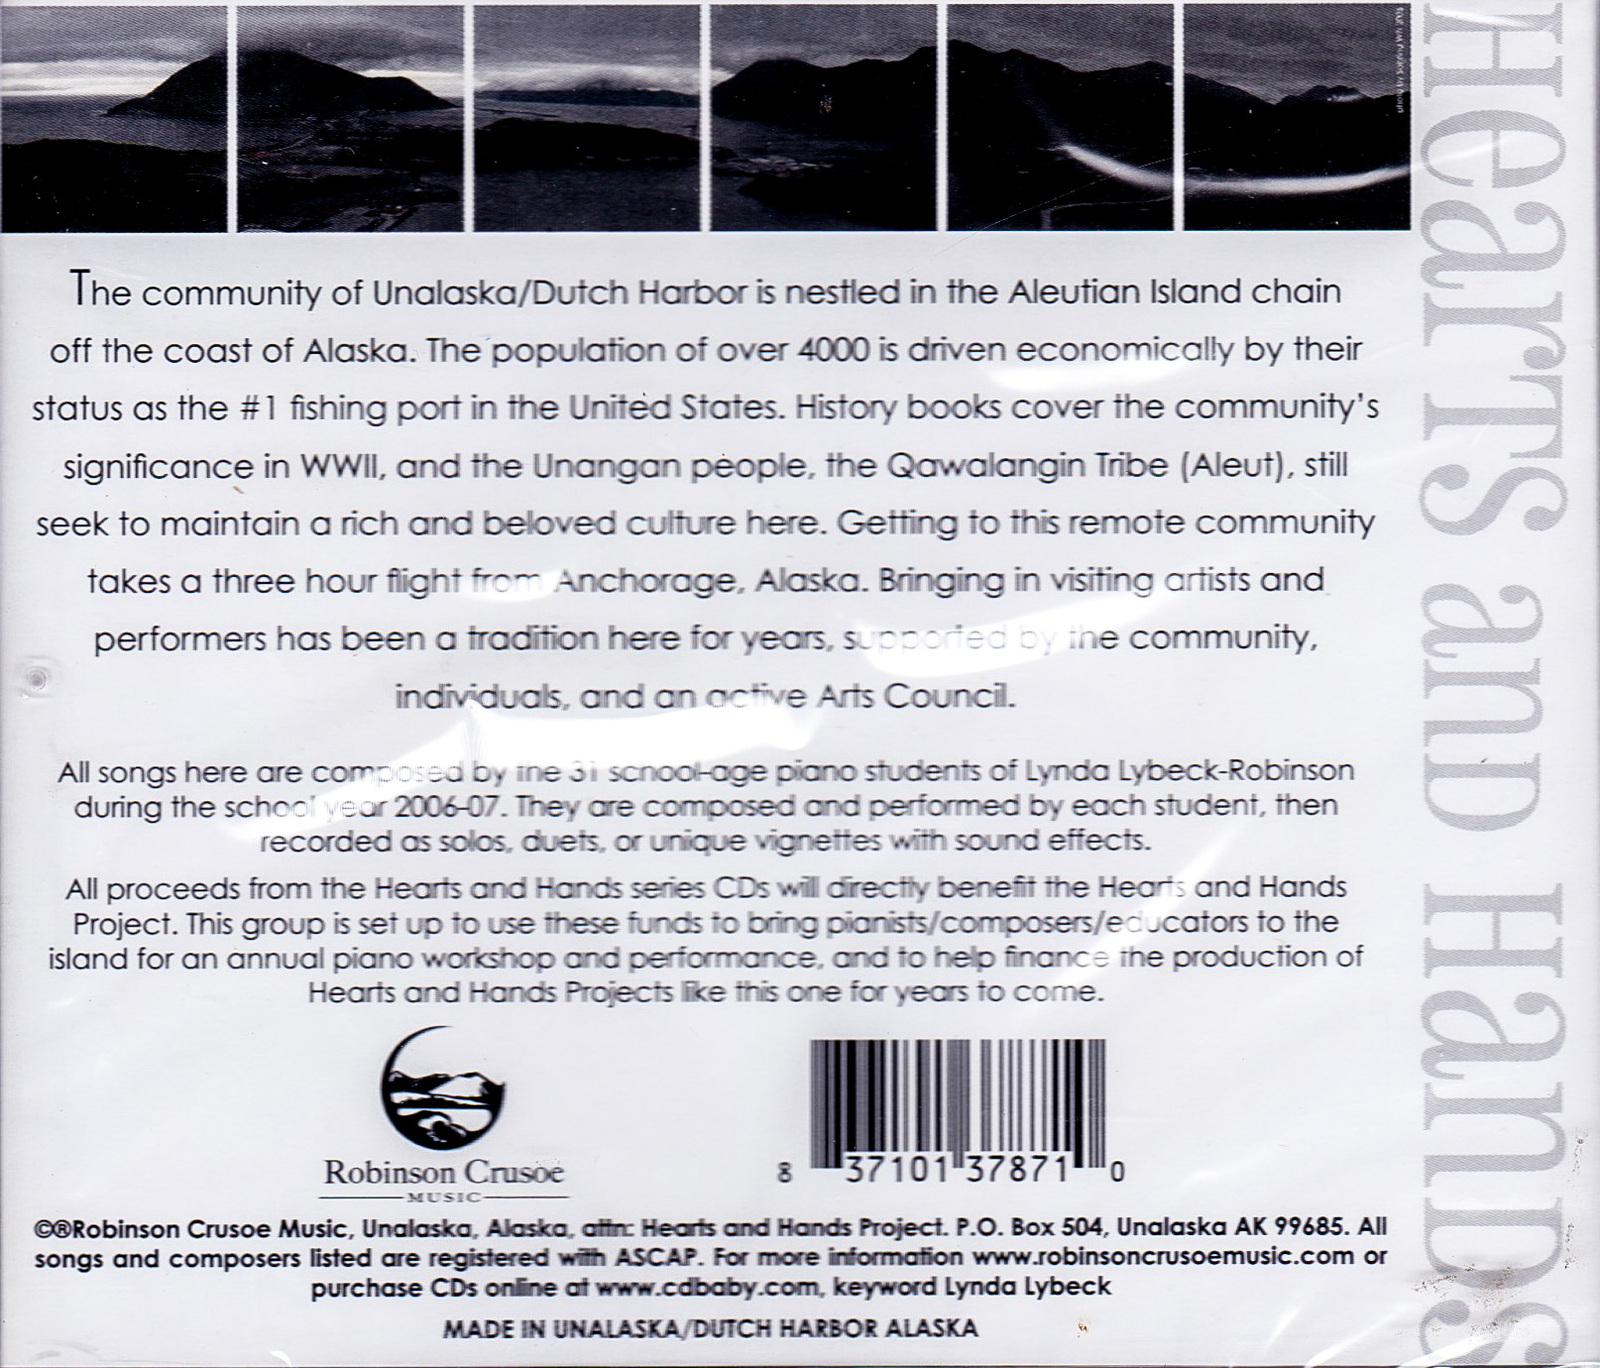 photo by Sunny Veh 2003
The community of Unalaska/Dutch Harbor is nestled in the Aleutian Island chain
off the coast of Alaska. The population of over 4000 is driven economically by their
status as the #1 fishing port in the United States. History books cover the community's
significance in WWII, and the Unangan people, the Qawalangin Tribe (Aleut), still
seek to maintain a rich and beloved culture here. Getting to this remote community
takes a three hour flight from Anchorage, Alaska. Bringing in visiting artists and
performers has been a tradition here for years, supported by the community,
individuals, and an active Arts Council.
All songs here are composed by the 31 school-age piano students of Lynda Lybeck-Robinson
during the school year 2006-07. They are composed and performed by each student, then
recorded as solos, duets, or unique vignettes with sound effects.
All proceeds from the Hearts and Hands series CDs will directly benefit the Hearts and Hands
Project. This group is set up to use these funds to bring pianists/composers/educators to the
island for an annual piano workshop and performance, and to help finance the production of
Hearts and Hands Projects like this one for years to come.
Robinson Crusoe
MUSIC
8 37101 37871 0
©®Robinson Crusoe Music, Unalaska, Alaska, attn: Hearts and Hands Project. P.O. Box 504, Unalaska AK 99685. All
songs and composers listed are registered with ASCAP. For more information www.robinsoncrusoemusic.com or
purchase CDs online at www.cdbaby.com, keyword Lynda Lybeck
MADE IN UNALASKA/DUTCH HARBOR ALASKA
Hearts and Hands